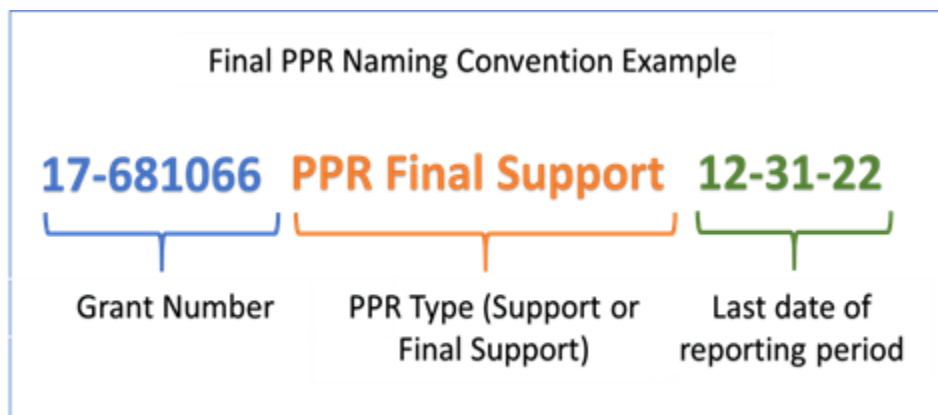 Final PPR Naming Convention Example
17-681066 PPR Final Support 12-31-22
Grant Number
PPR Type (Support or
Final Support)
Last date of
reporting period